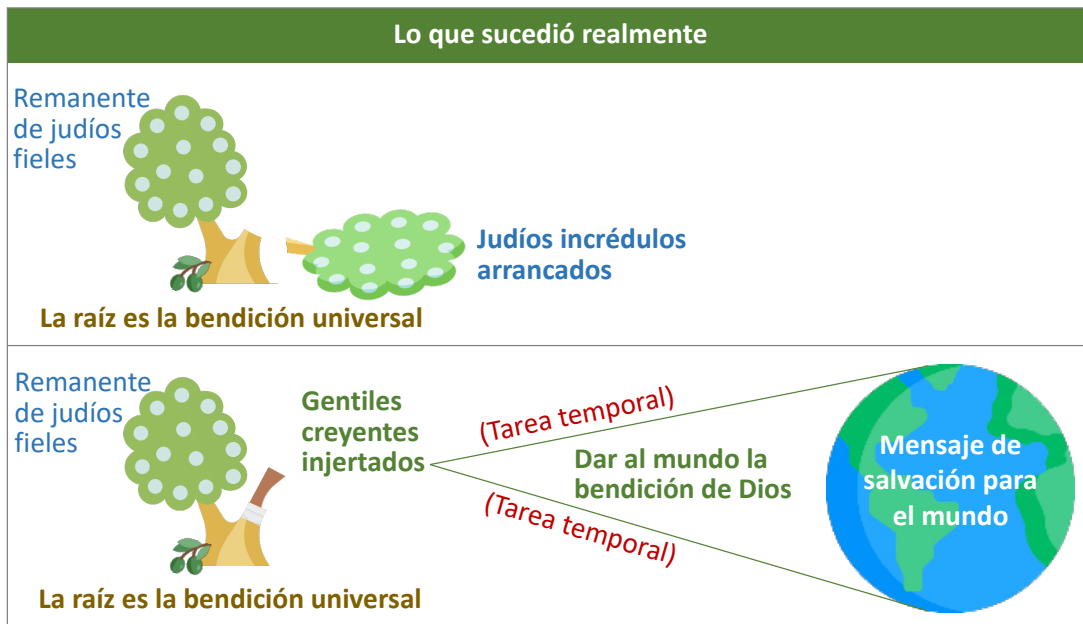 Lo que sucedió realmente
Remanente
de judíos
fieles
Judíos incrédulos
arrancados
La raíz es la bendición universal
Remanente
de judíos
fieles
Gentiles
creyentes
injertados
(Tarea temporal)
Dar al mundo la
bendición de Dios
(Tarea temporal)
Mensaje de
salvación para
el mundo
La raíz es la bendición universal